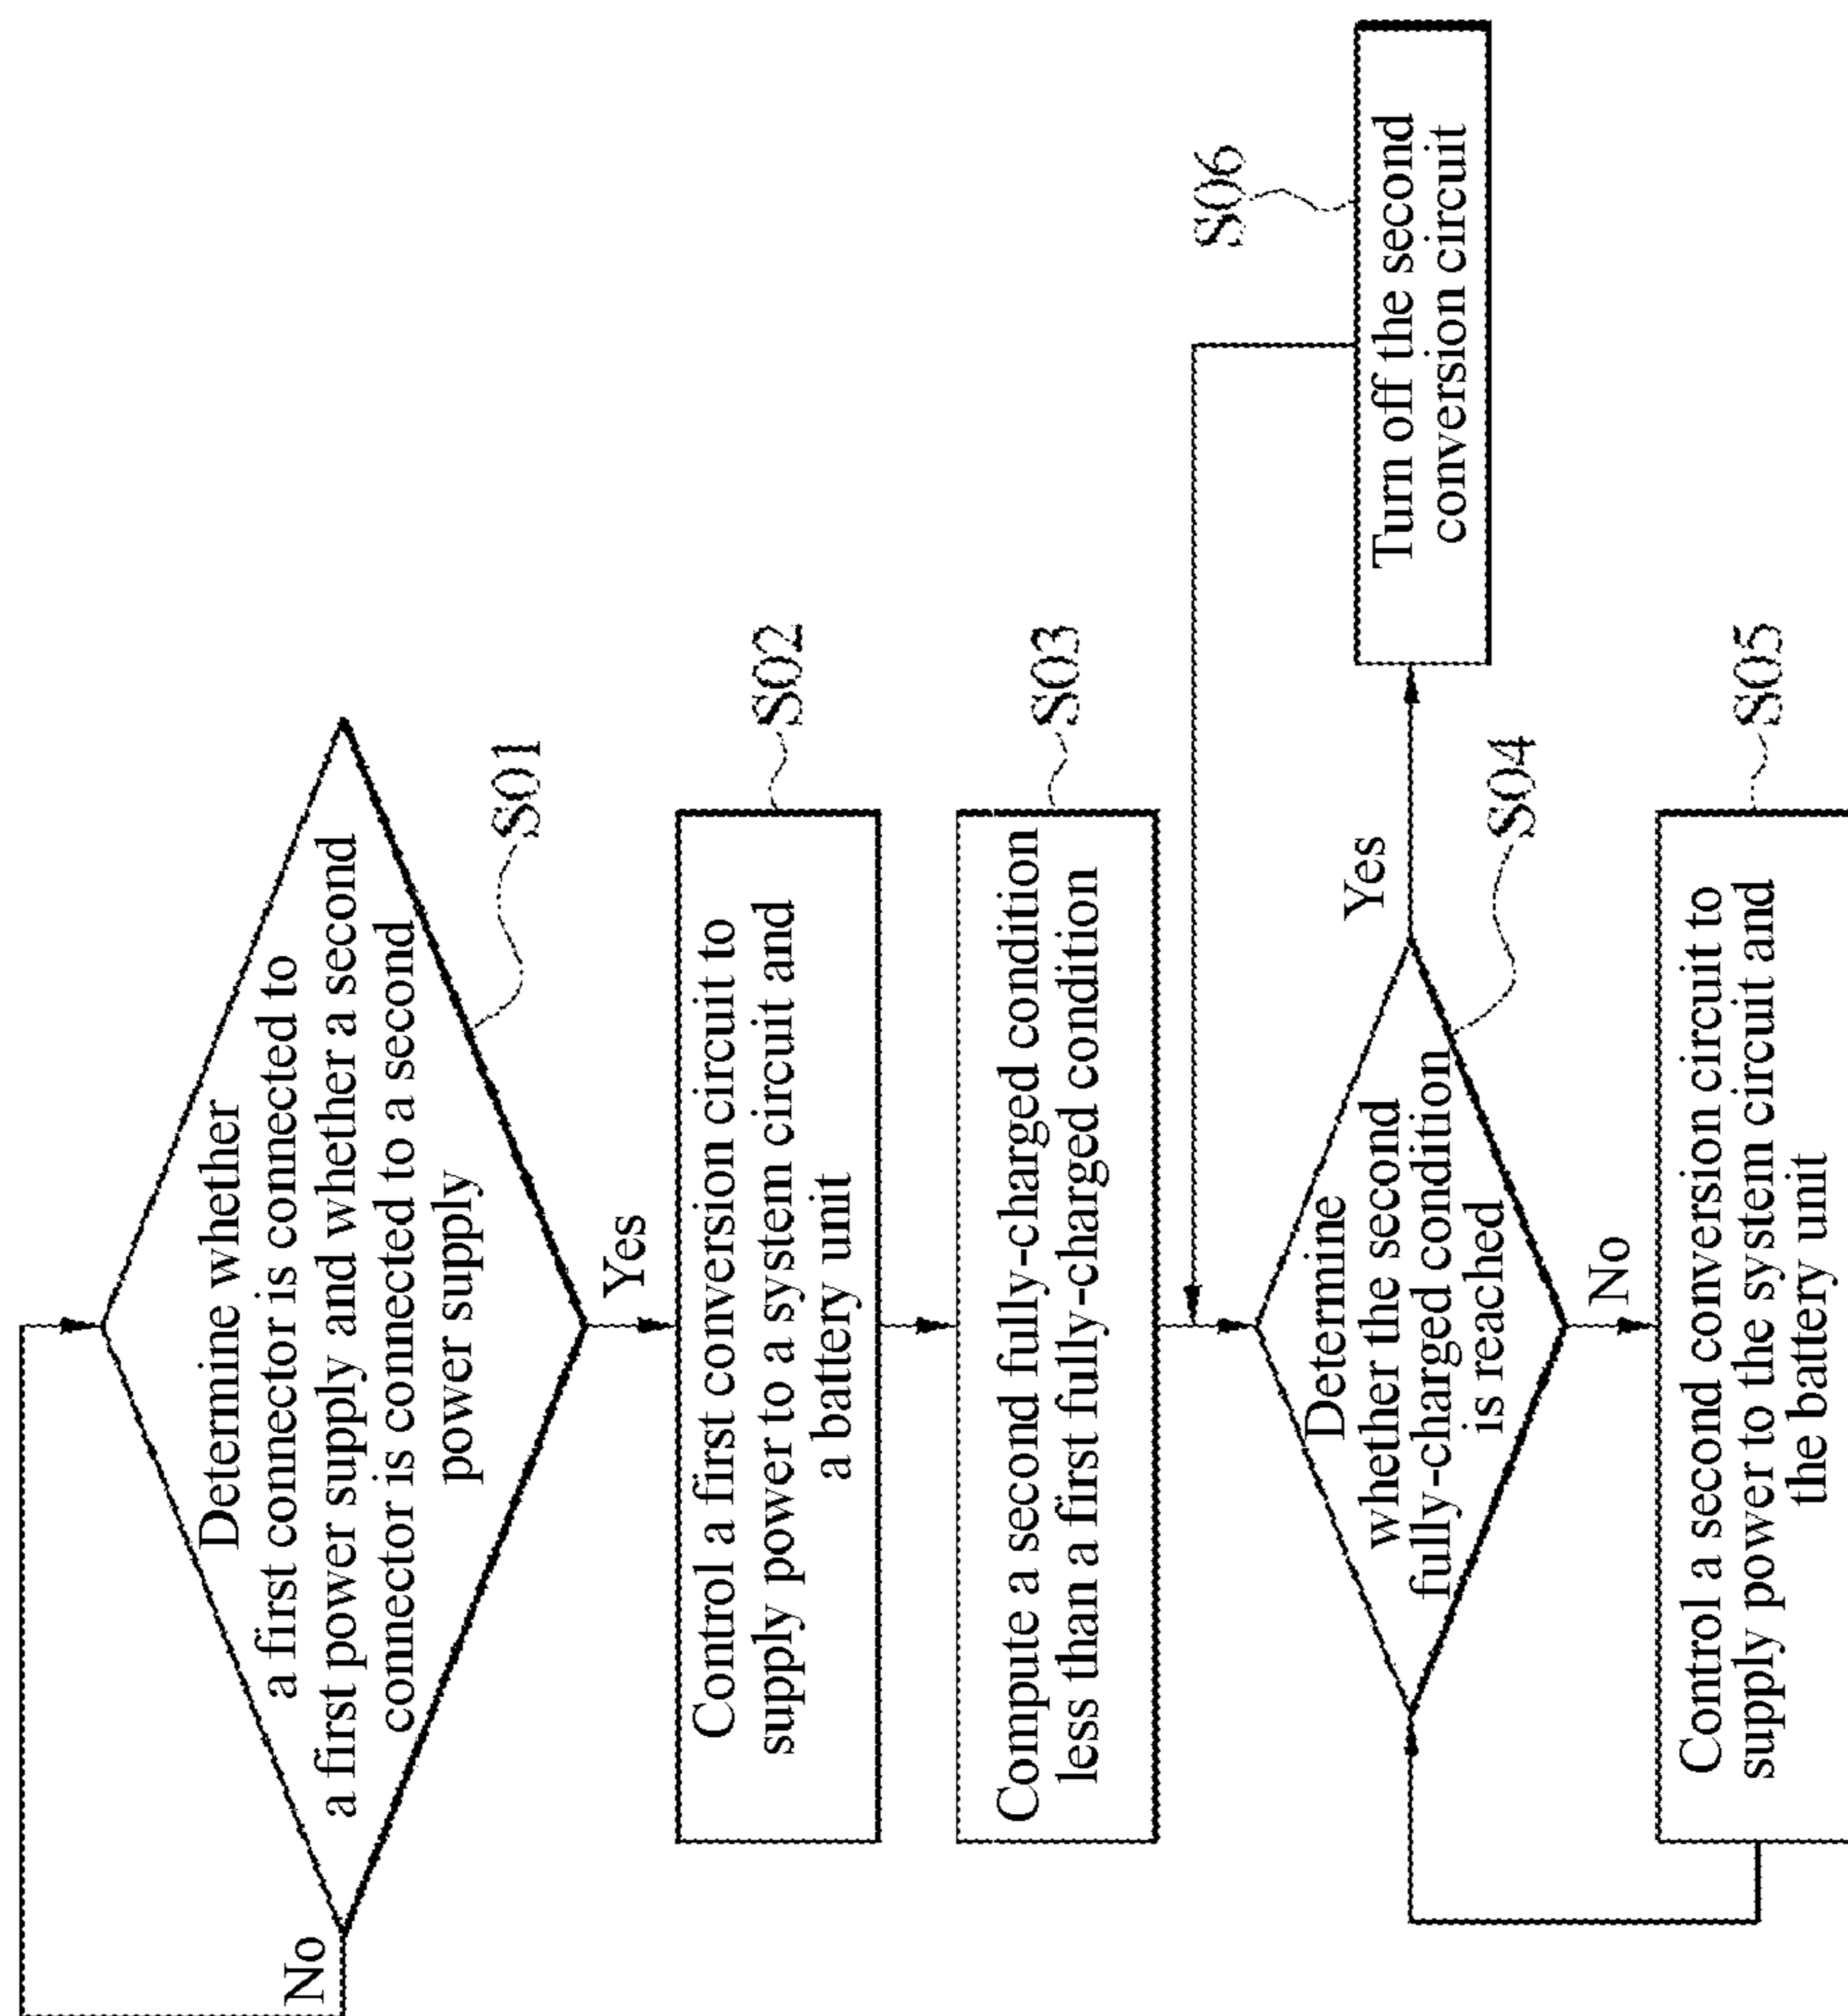 Determine whether
a first connector is connected to
a first power supply and whether a second
connector is connected to a second
power supply
S01
No
Yes
Control a first conversion circuit to
supply power to a system circuit and
a battery unit
S02
Compute a second fully-charged condition
less than a first fully-charged condition
S03
Determine
whether the second
fully-charged condition
is reached
S04
Yes
Turn off the second
conversion circuit
S06
No
Control a second conversion circuit to
supply power to the system circuit and
the battery unit
S05